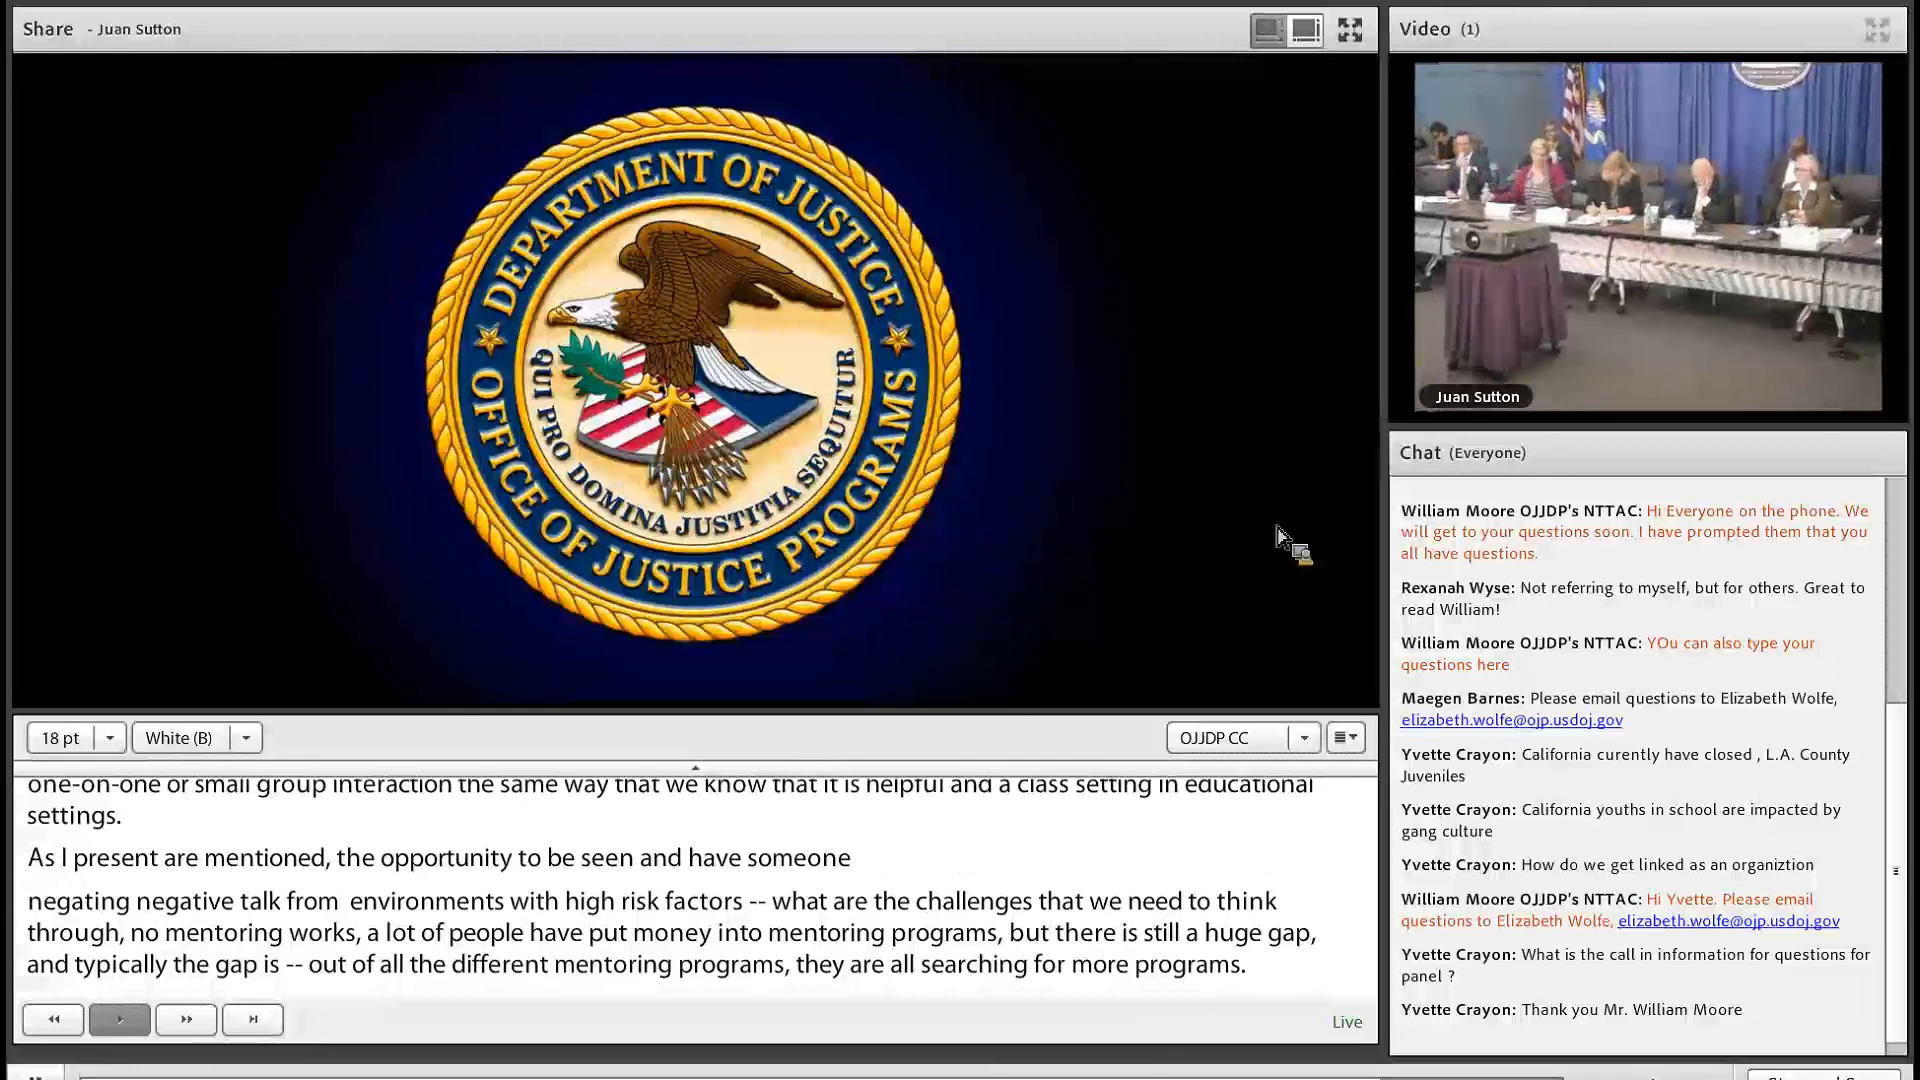 Share - Juan Sutton
DEPARTMENT OF JUSTICE
OFFICE OF JUSTICE PROGRAMS
QUI PRO DOMINA JUSTITIA SEQUITUR
18 pt
White (B)
OJJDP CC
one-on-one or small group interaction the same way that we know that it is helpful and a class setting in educational
settings.
As I present are mentioned, the opportunity to be seen and have someone
negating negative talk from environments with high risk factors -- what are the challenges that we need to think
through, no mentoring works, a lot of people have put money into mentoring programs, but there is still a huge gap,
and typically the gap is -- out of all the different mentoring programs, they are all searching for more programs.
Live
Video (1)
Juan Sutton
Chat (Everyone)
William Moore OJJDP's NTTAC: Hi Everyone on the phone. We
will get to your questions soon. I have prompted them that you
all have questions.
Rexanah Wyse: Not referring to myself, but for others. Great to
read William!
William Moore OJJDP's NTTAC: YOu can also type your
questions here
Maegen Barnes: Please email questions to Elizabeth Wolfe,
elizabeth.wolfe@ojp.usdoj.gov
Yvette Crayon: California curently have closed , L.A. County
Juveniles
Yvette Crayon: California youths in school are impacted by
gang culture
Yvette Crayon: How do we get linked as an organiztion
William Moore OJJDP's NTTAC: Hi Yvette. Please email
questions to Elizabeth Wolfe, elizabeth.wolfe@ojp.usdoj.gov
Yvette Crayon: What is the call in information for questions for
panel ?
Yvette Crayon: Thank you Mr. William Moore